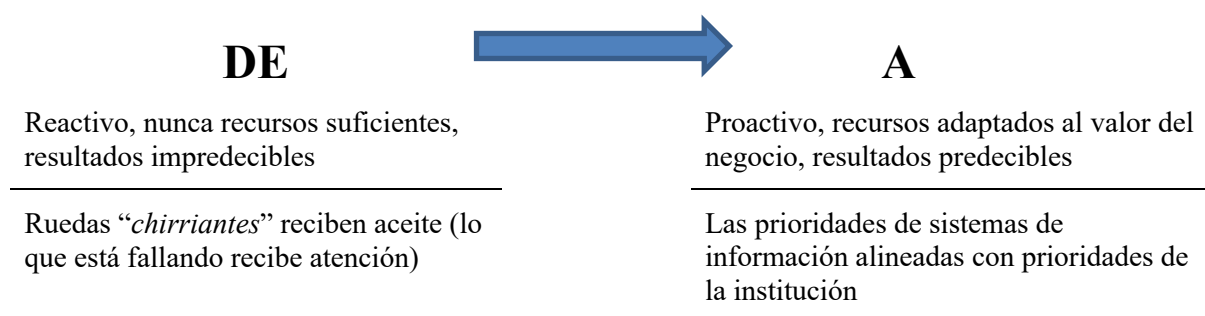 DE
A
Reactivo, nunca recursos suficientes,
resultados impredecibles
Proactivo, recursos adaptados al valor del
negocio, resultados predecibles
Ruedas “chirriantes” reciben aceite (lo
que está fallando recibe atención)
Las prioridades de sistemas de
información alineadas con prioridades de
la institución